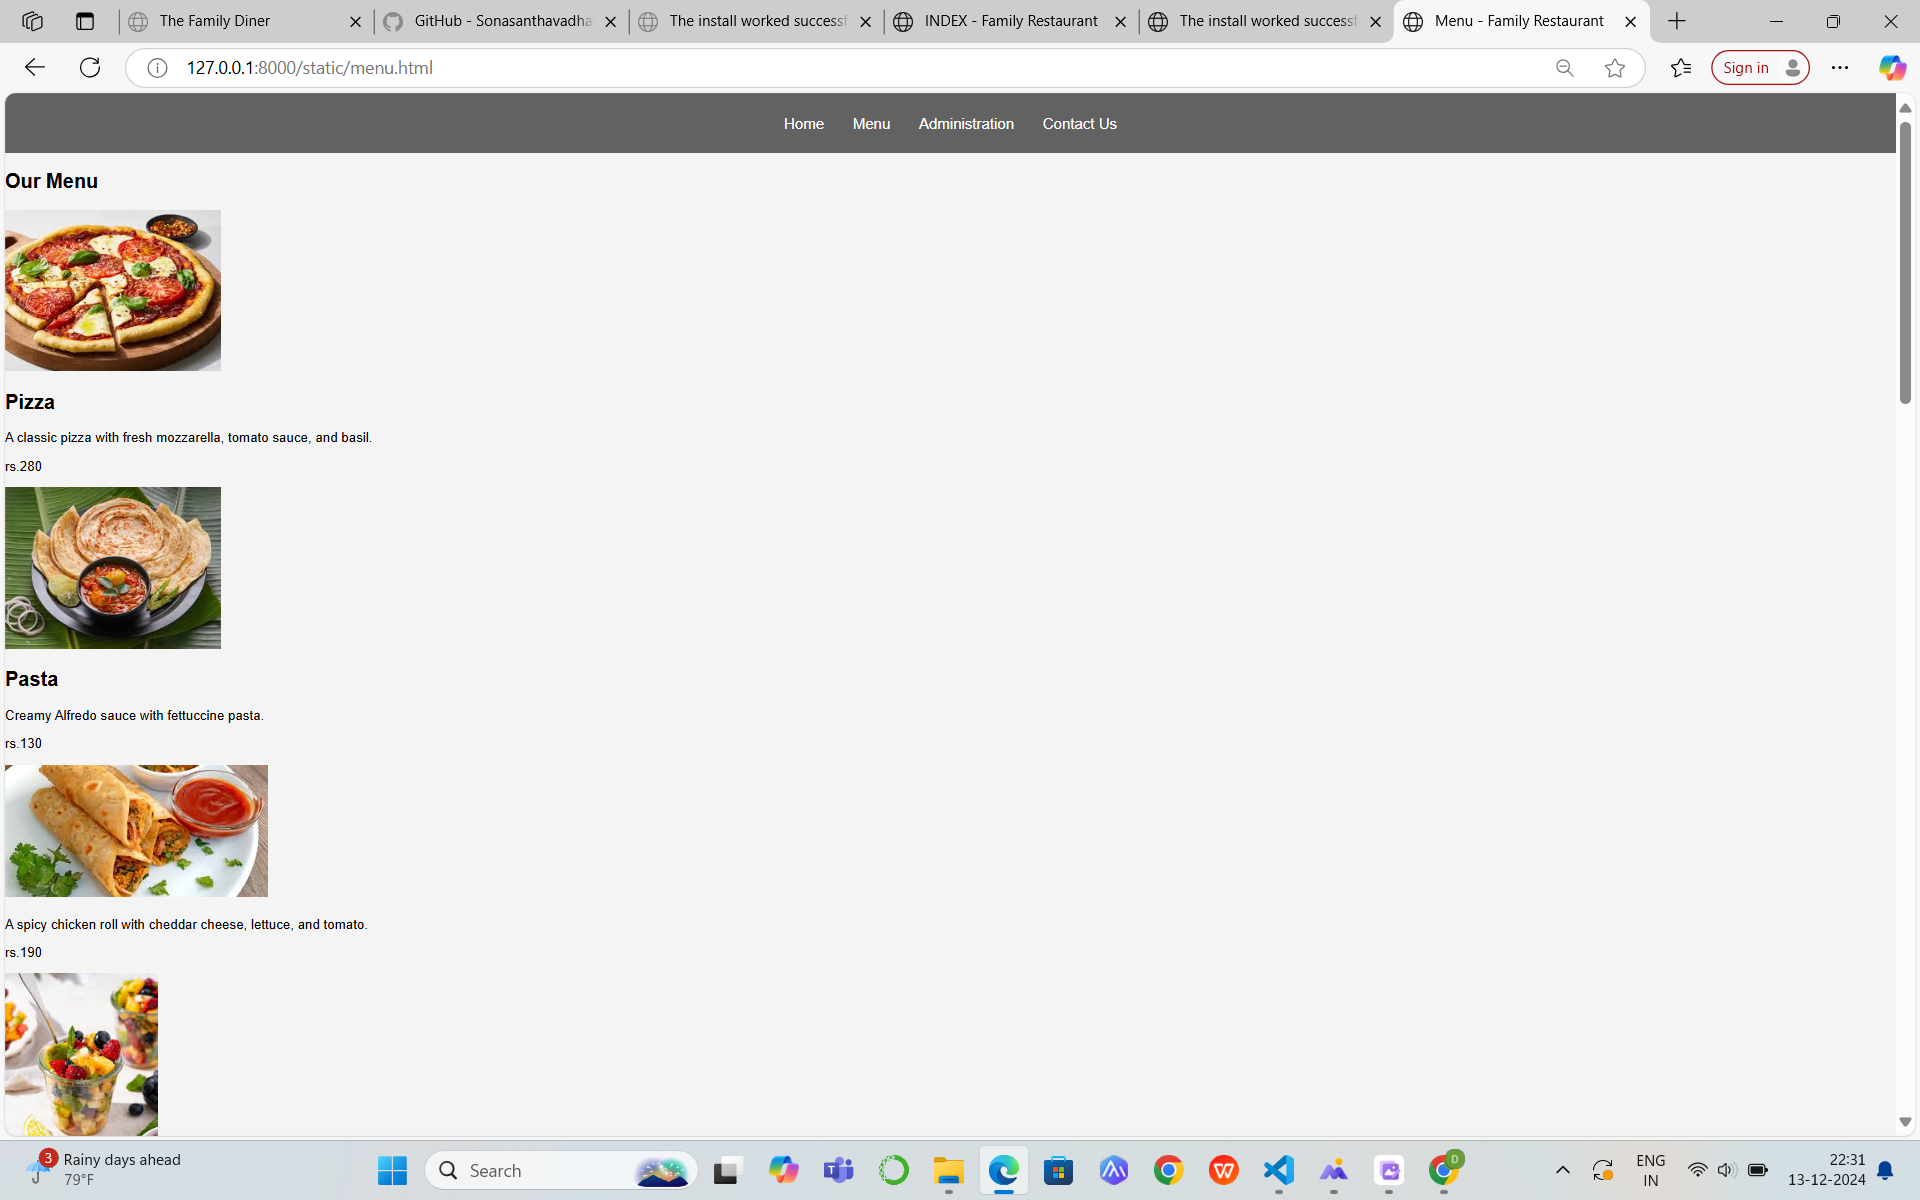 The Family Diner
GitHub - Sonasanthavadha
The install worked successf
INDEX - Family Restaurant
The install worked successf
Menu - Family Restaurant
127.0.0.1:8000/static/menu.html
Sign in
Home Menu Administration Contact Us
Our Menu
Pizza
A classic pizza with fresh mozzarella, tomato sauce, and basil.
rs.280
Pasta
Creamy Alfredo sauce with fettuccine pasta.
rs.130
A spicy chicken roll with cheddar cheese, lettuce, and tomato.
rs.190
3
Rainy days ahead
79°F
Search
D
ENG
IN
22:31
13-12-2024